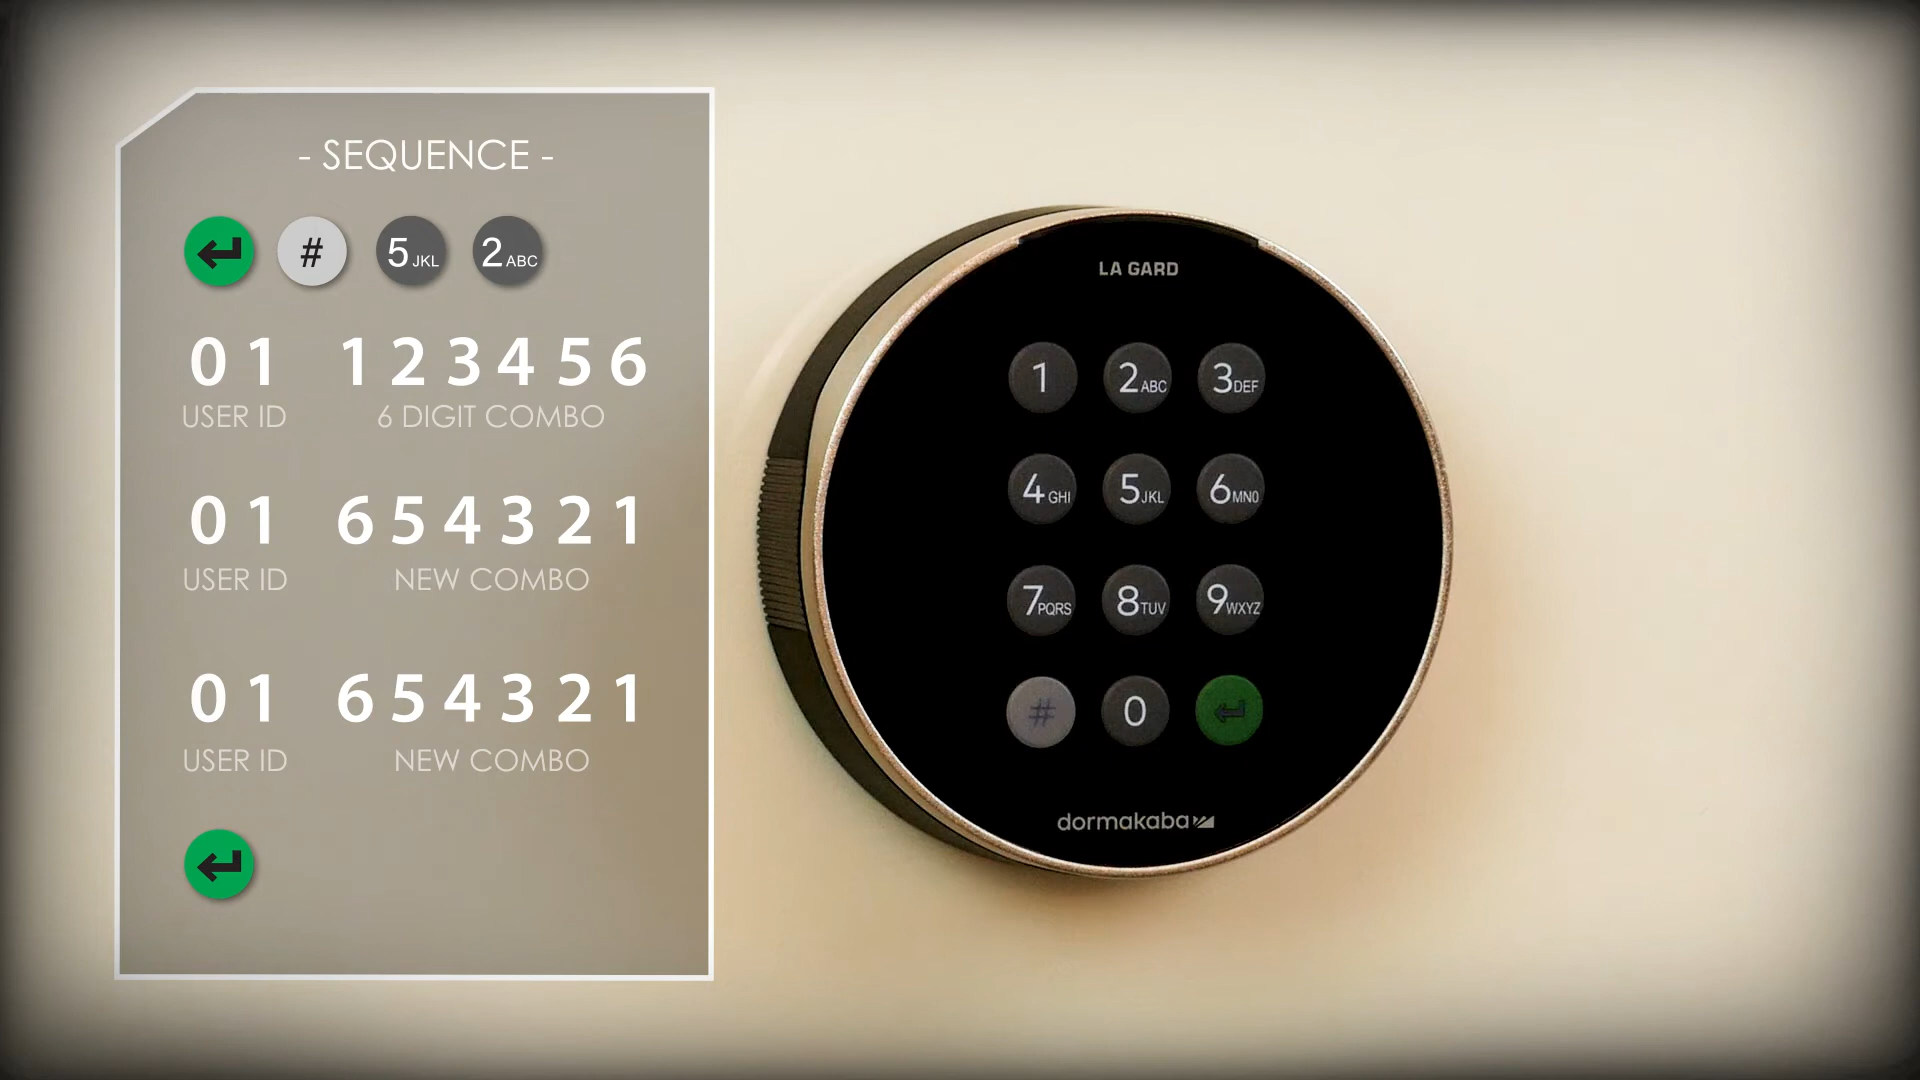 - SEQUENCE -
# 5 JKL 2 ABC
01 123456
USER ID 6 DIGIT COMBO
01 654321
USER ID NEW COMBO
01 654321
USER ID NEW COMBO
LA GARD
1 2 ABC 3 DEF
4 GHI 5 JKL 6 MNO
7 PQRS 8 TUV 9 WXYZ
# 0
dormakaba